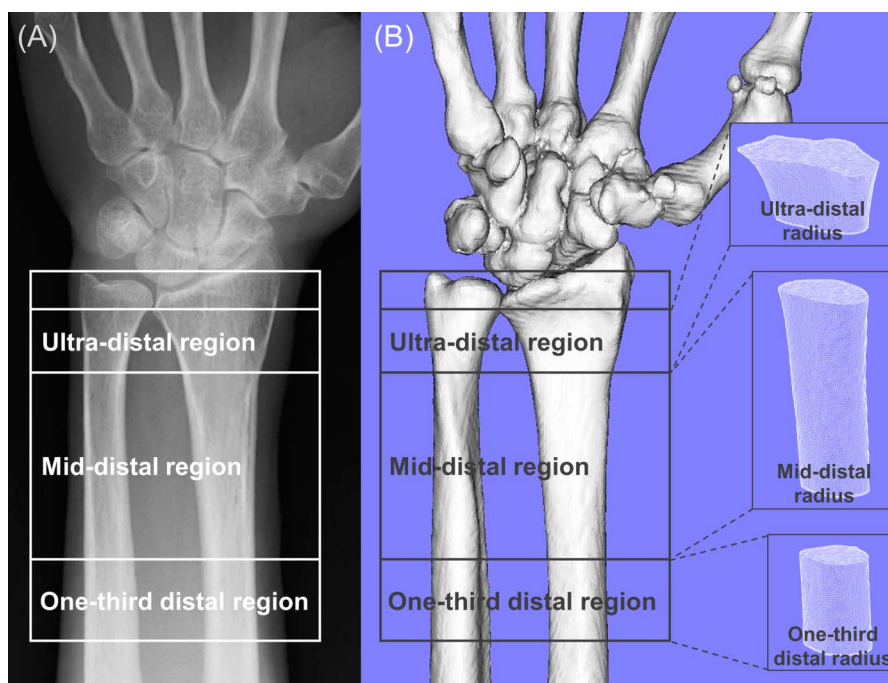 (A)
Ultra-distal region
Mid-distal region
One-third distal region
(B)
Ultra-distal region
Mid-distal region
One-third distal region
Ultra-distal
radius
Mid-distal
radius
One-third
distal radius